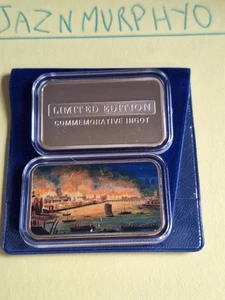 JAZNMURPHYO
LIMITED EDITION
COMMEMORATIVE INGOT